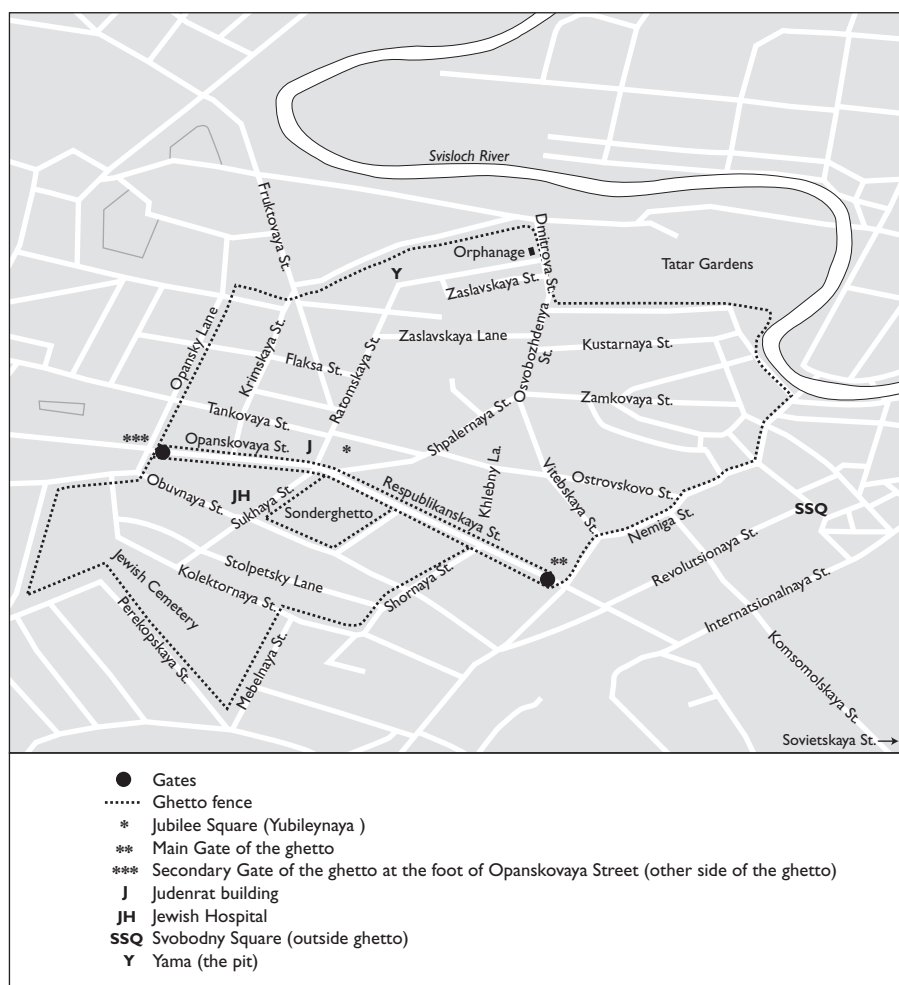 Svisloch River
Fruktovaya St.
Dmitrova St.
Orphanage
Tatar Gardens
Y
Zaslavskaya St.
Opansky Lane
Krimskaya St.
Zaslavskaya Lane
Osvobozhdenya St.
Kustarnaya St.
Flaksa St.
Ratomskaya St.
Zamkovaya St.
Tankovaya St.
Shpalernaya St.
***
Opanskovaya St.
J
*
Khlebny La.
Vitebskaya St.
Ostrovskovo St.
Obuvnaya St.
JH
Sukhaya St.
Sonderghetto
Respublikanskaya St.
Nemiga St.
SSQ
**
Revolutsionaya St.
Jewish Cemetery
Stolpetsky Lane
Kolektornaya St.
Shornaya St.
Internatsionalnaya St.
Perekopskaya St.
Mebelnaya St.
Komsomolskaya St.
Sovietskaya St.→
Gates
Ghetto fence
* Jubilee Square (Yubileynaya )
** Main Gate of the ghetto
*** Secondary Gate of the ghetto at the foot of Opanskovaya Street (other side of the ghetto)
J Judenrat building
JH Jewish Hospital
SSQ Svobodny Square (outside ghetto)
Y Yama (the pit)